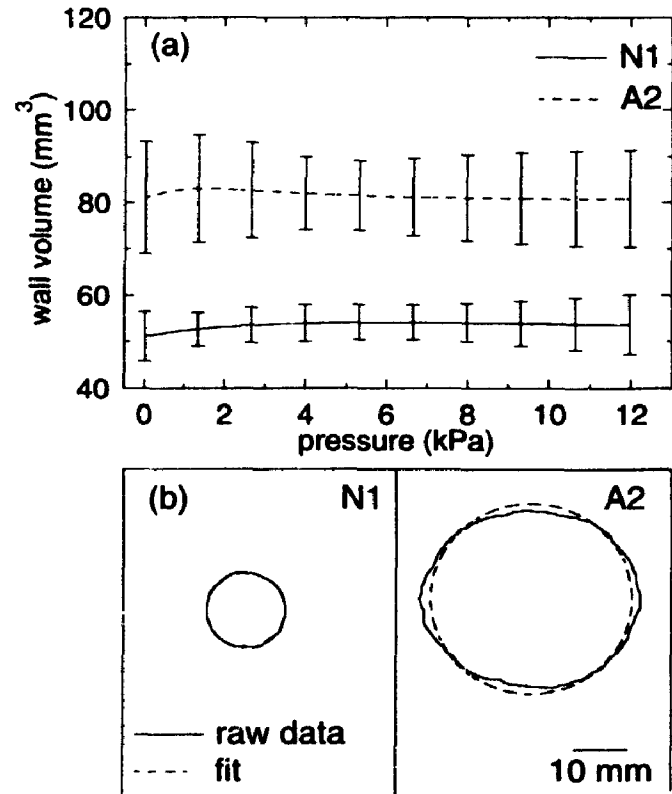 120
(a)
N1
A2
100
80
60
40
wall volume (mm³)
0 2 4 6 8 10 12
pressure (kPa)
(b) N1 A2
raw data
fit
10 mm